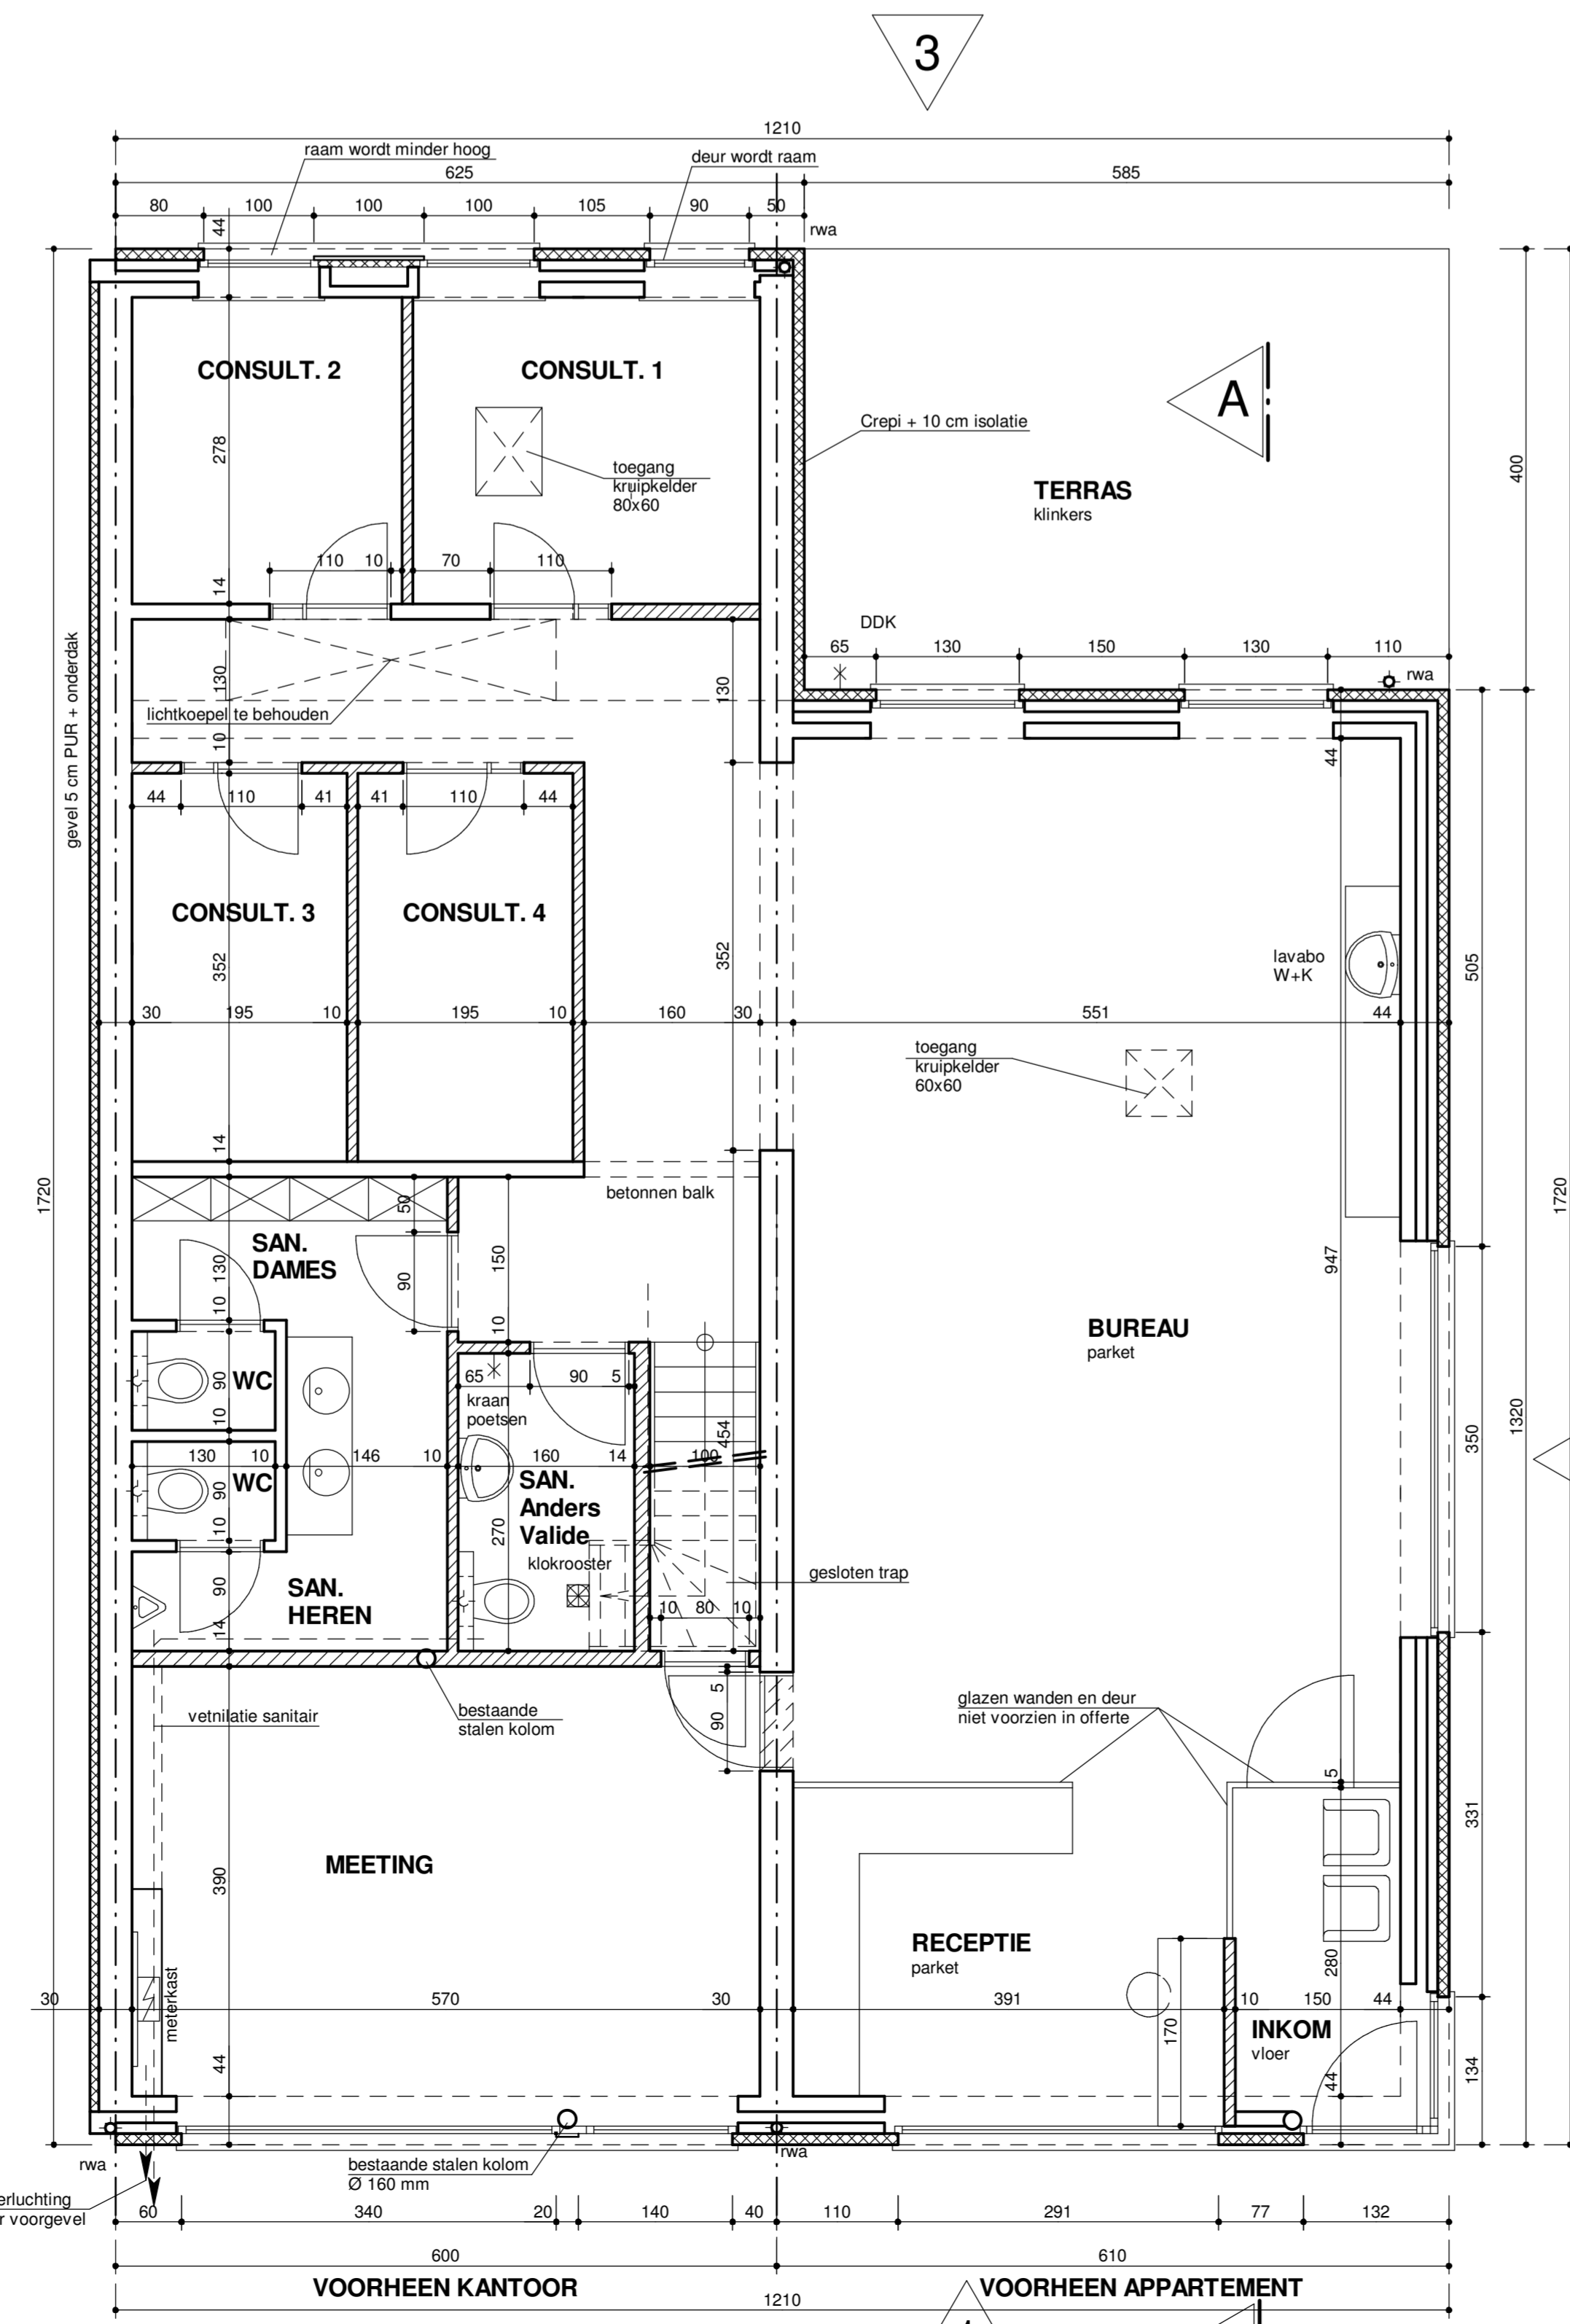 3
1210
raam wordt minder hoog
deur wordt raam
625
585
80
100
100
100
105
90
50
44
rwa
CONSULT. 2
CONSULT. 1
A
278
Crepi + 10 cm isolatie
400
toegang
kruipkelder
80x60
TERRAS
klinkers
110
10
70
110
14
DDK
65
130
150
130
110
rwa
130
130
lichtkoepel te behouden
10
44
gevel 5 cm PUR + onderdak
44
110
41
41
110
44
CONSULT. 3
CONSULT. 4
352
352
lavabo
W+K
505
30
195
10
195
10
160
30
551
44
toegang
kruipkelder
60x60
14
1720
betonnen balk
1720
50
SAN.
DAMES
130
90
150
947
10
10
BUREAU
parket
WC
90
65
90
5
kraan
poetsen
10
454
1320
350
130
10
146
10
160
14
100
WC
90
SAN.
Anders
Valide
10
270
klokrooster
gesloten trap
90
SAN.
HEREN
10
80
10
14
vetnilatie sanitair
bestaande
stalen kolom
5
90
glazen wanden en deur
niet voorzien in offerte
5
331
MEETING
390
RECEPTIE
parket
280
meterkast
30
570
30
391
10
150
44
170
INKOM
vloer
44
44
134
rwa
bestaande stalen kolom
Ø 160 mm
rwa
erluchting
r voorgevel
60
340
20
140
40
110
291
77
132
600
610
VOORHEEN KANTOOR
VOORHEEN APPARTEMENT
1210